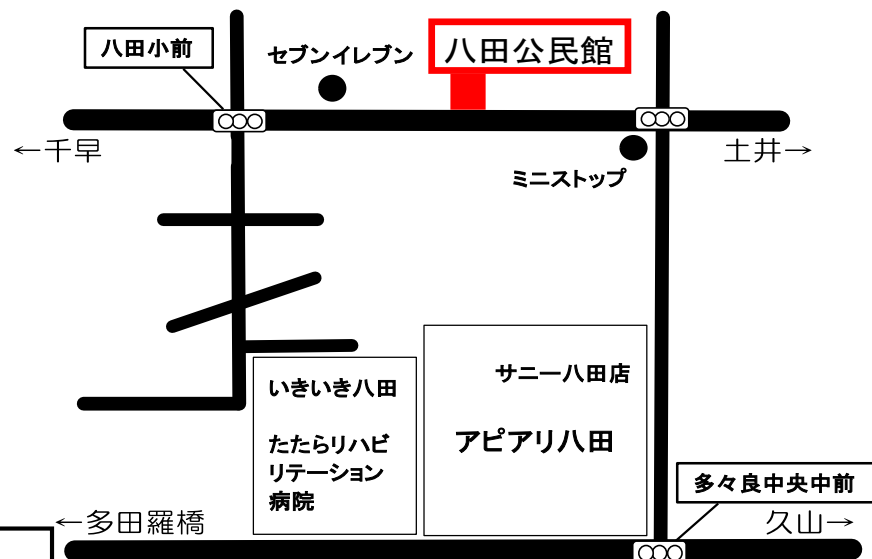 八田小前
セブンイレブン
八田公民館
←千早
土井→
ミニストップ
サニー八田店
いきいき八田
アピアリ八田
たたらリハビ
リテーション
病院
多々良中央中前
←多田羅橋
久山→